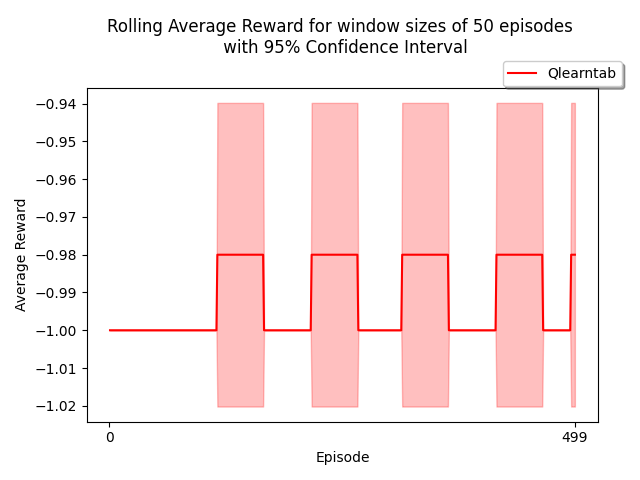 Rolling Average Reward for window sizes of 50 episodes
with 95% Confidence Interval
Qlearntab
−0.94
−0.95
−0.96
−0.97
−0.98
−0.99
−1.00
−1.01
−1.02
Average Reward
0
499
Episode